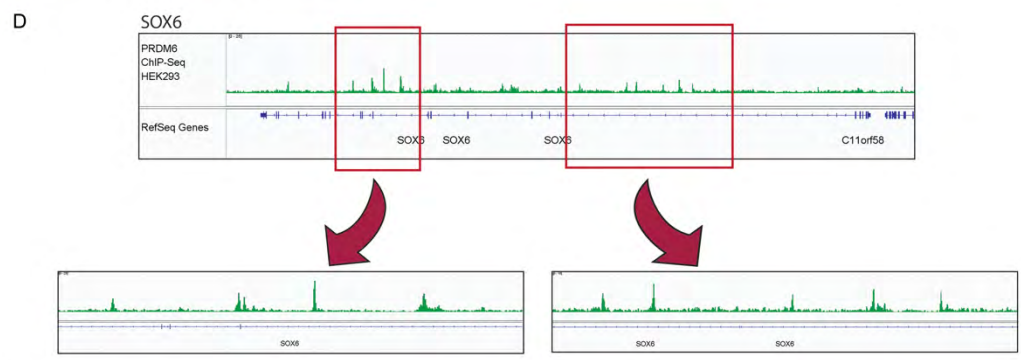 D
SOX6
PRDM6
ChIP-Seq
HEK293
RefSeq Genes
SOX6 SOX6 SOX6 C11orf58
SOX6
SOX6 SOX6